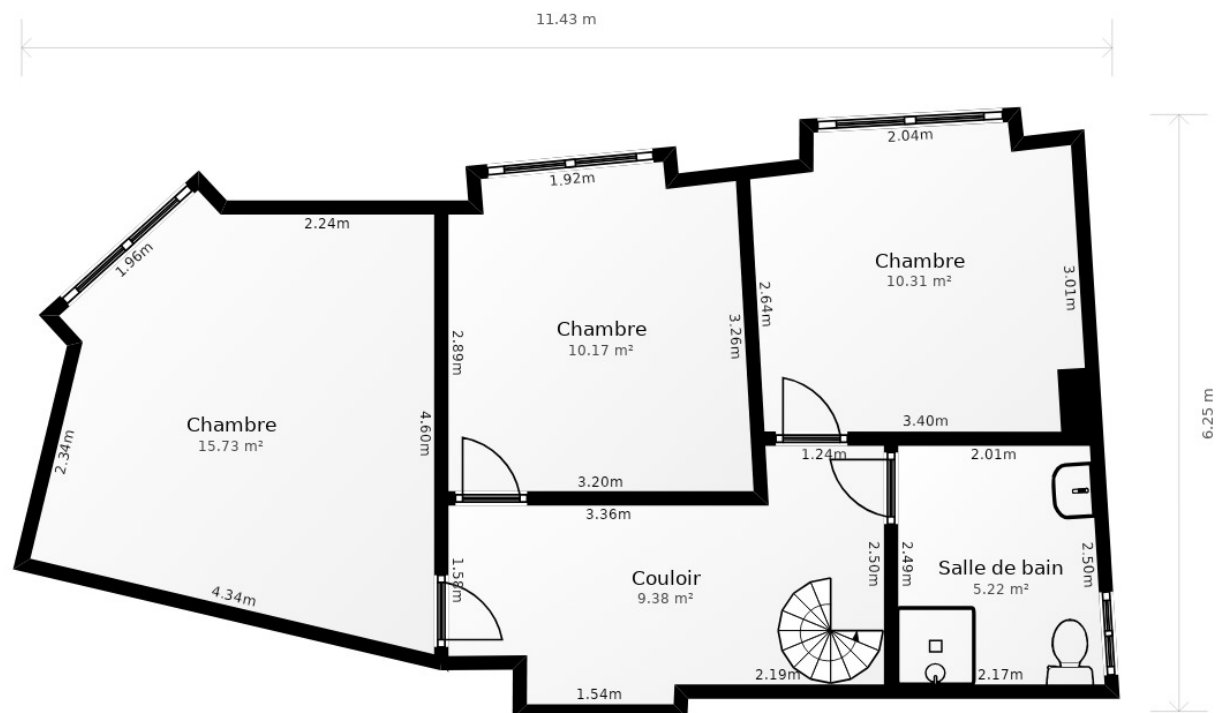 11.43 m
2.04m
1.92m
2.24m
1.96m
Chambre
10.31 m²
3.01m
2.64m
Chambre
10.17 m²
3.26m
2.89m
Chambre
15.73 m²
4.60m
2.34m
3.40m
6.25 m
1.24m
2.01m
3.20m
3.36m
Couloir
9.38 m²
1.58m
2.50m
2.49m
Salle de bain
5.22 m²
2.50m
4.34m
2.19m
2.17m
1.54m